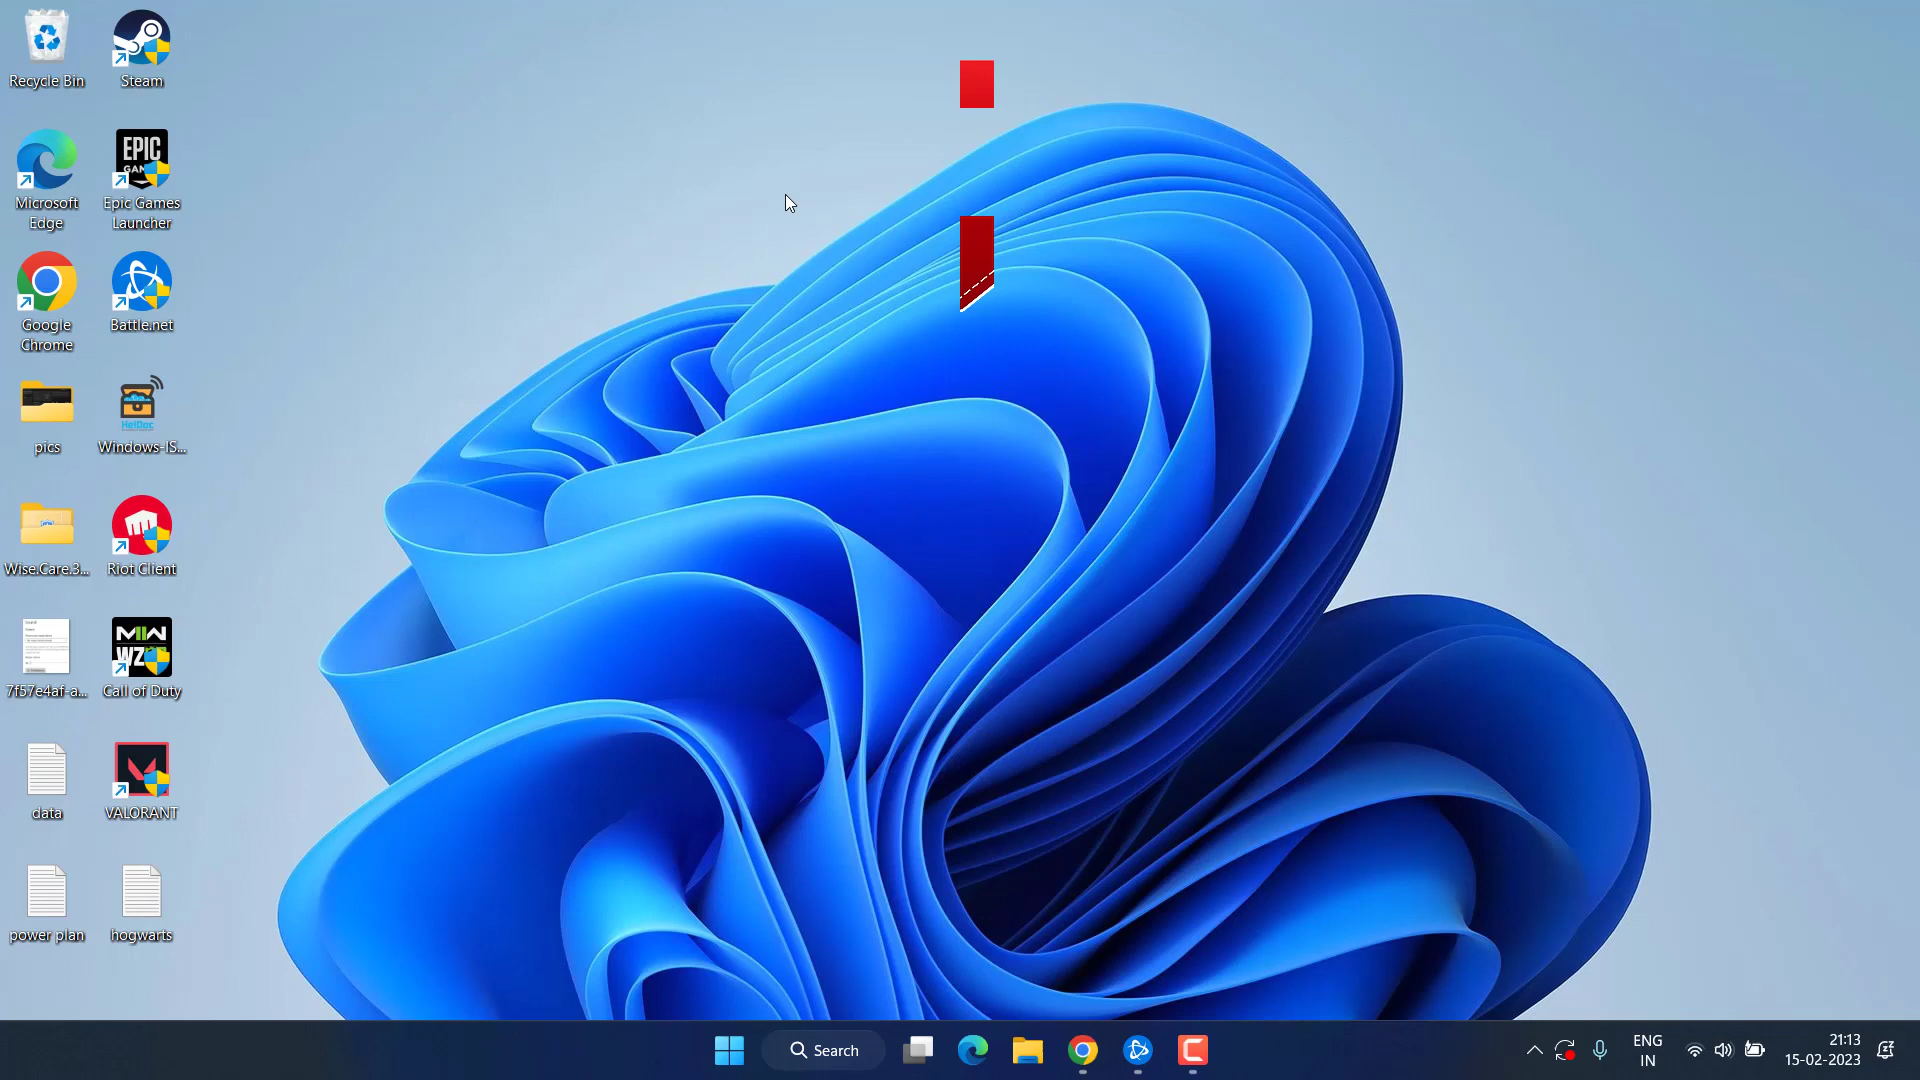 Recycle Bin
Steam
EPIC
GAMES
Microsoft
Edge
Epic Games
Launcher
Google
Chrome
Battle.net
HeiDoc
pics
Windows-IS...
Wise.Care.3...
Riot Client
MW
WZ
7f57e4af-a...
Call of Duty
data
VALORANT
power plan
hogwarts
Search
ENG
IN
21:13
15-02-2023